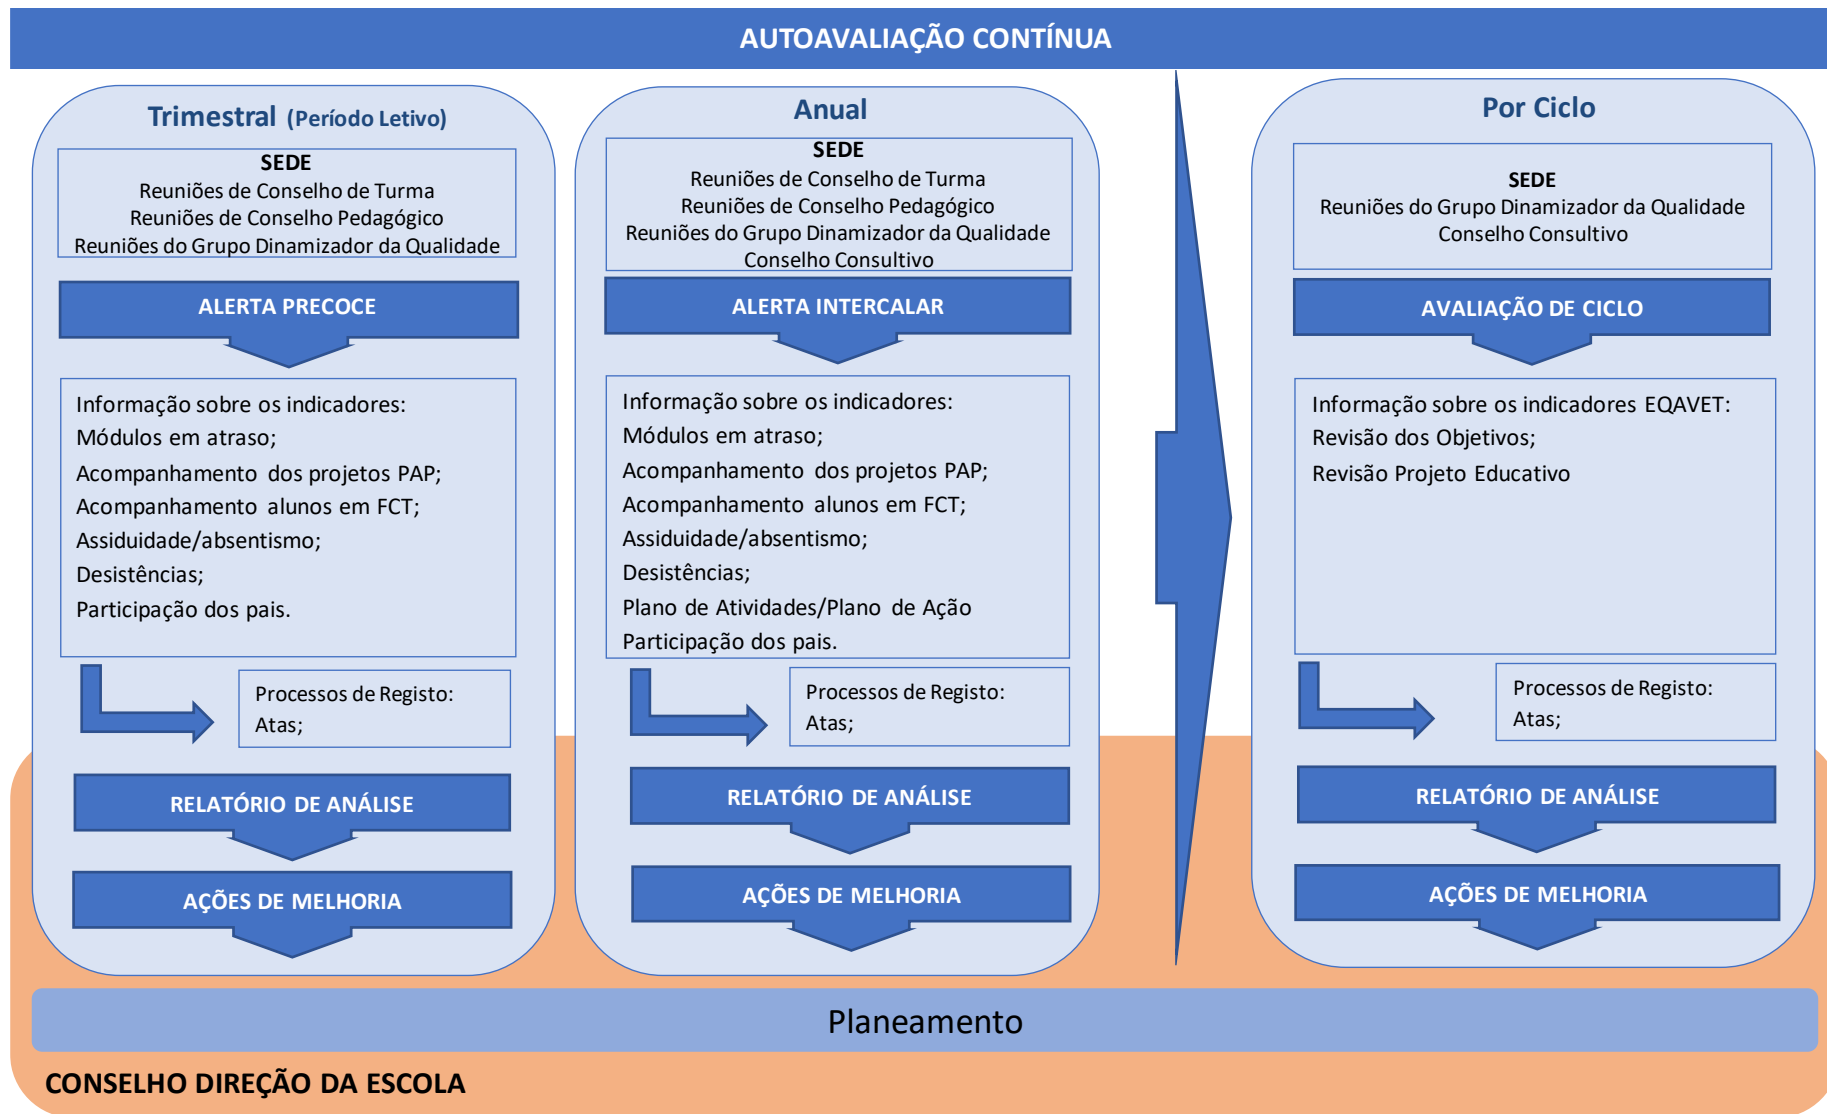 AUTOAVALIAÇÃO CONTÍNUA
Trimestral (Período Letivo)
SEDE
Reuniões de Conselho de Turma
Reuniões de Conselho Pedagógico
Reuniões do Grupo Dinamizador da Qualidade
ALERTA PRECOCE
Informação sobre os indicadores:
Módulos em atraso;
Acompanhamento dos projetos PAP;
Acompanhamento alunos em FCT;
Assiduidade/absentismo;
Desistências;
Participação dos pais.
Processos de Registo:
Atas;
RELATÓRIO DE ANÁLISE
AÇÕES DE MELHORIA
Anual
SEDE
Reuniões de Conselho de Turma
Reuniões de Conselho Pedagógico
Reuniões do Grupo Dinamizador da Qualidade
Conselho Consultivo
ALERTA INTERCALAR
Informação sobre os indicadores:
Módulos em atraso;
Acompanhamento dos projetos PAP;
Acompanhamento alunos em FCT;
Assiduidade/absentismo;
Desistências;
Plano de Atividades/Plano de Ação
Participação dos pais.
Processos de Registo:
Atas;
RELATÓRIO DE ANÁLISE
AÇÕES DE MELHORIA
Por Ciclo
SEDE
Reuniões do Grupo Dinamizador da Qualidade
Conselho Consultivo
AVALIAÇÃO DE CICLO
Informação sobre os indicadores EQAVET:
Revisão dos Objetivos;
Revisão Projeto Educativo
Processos de Registo:
Atas;
RELATÓRIO DE ANÁLISE
AÇÕES DE MELHORIA
Planeamento
CONSELHO DIREÇÃO DA ESCOLA